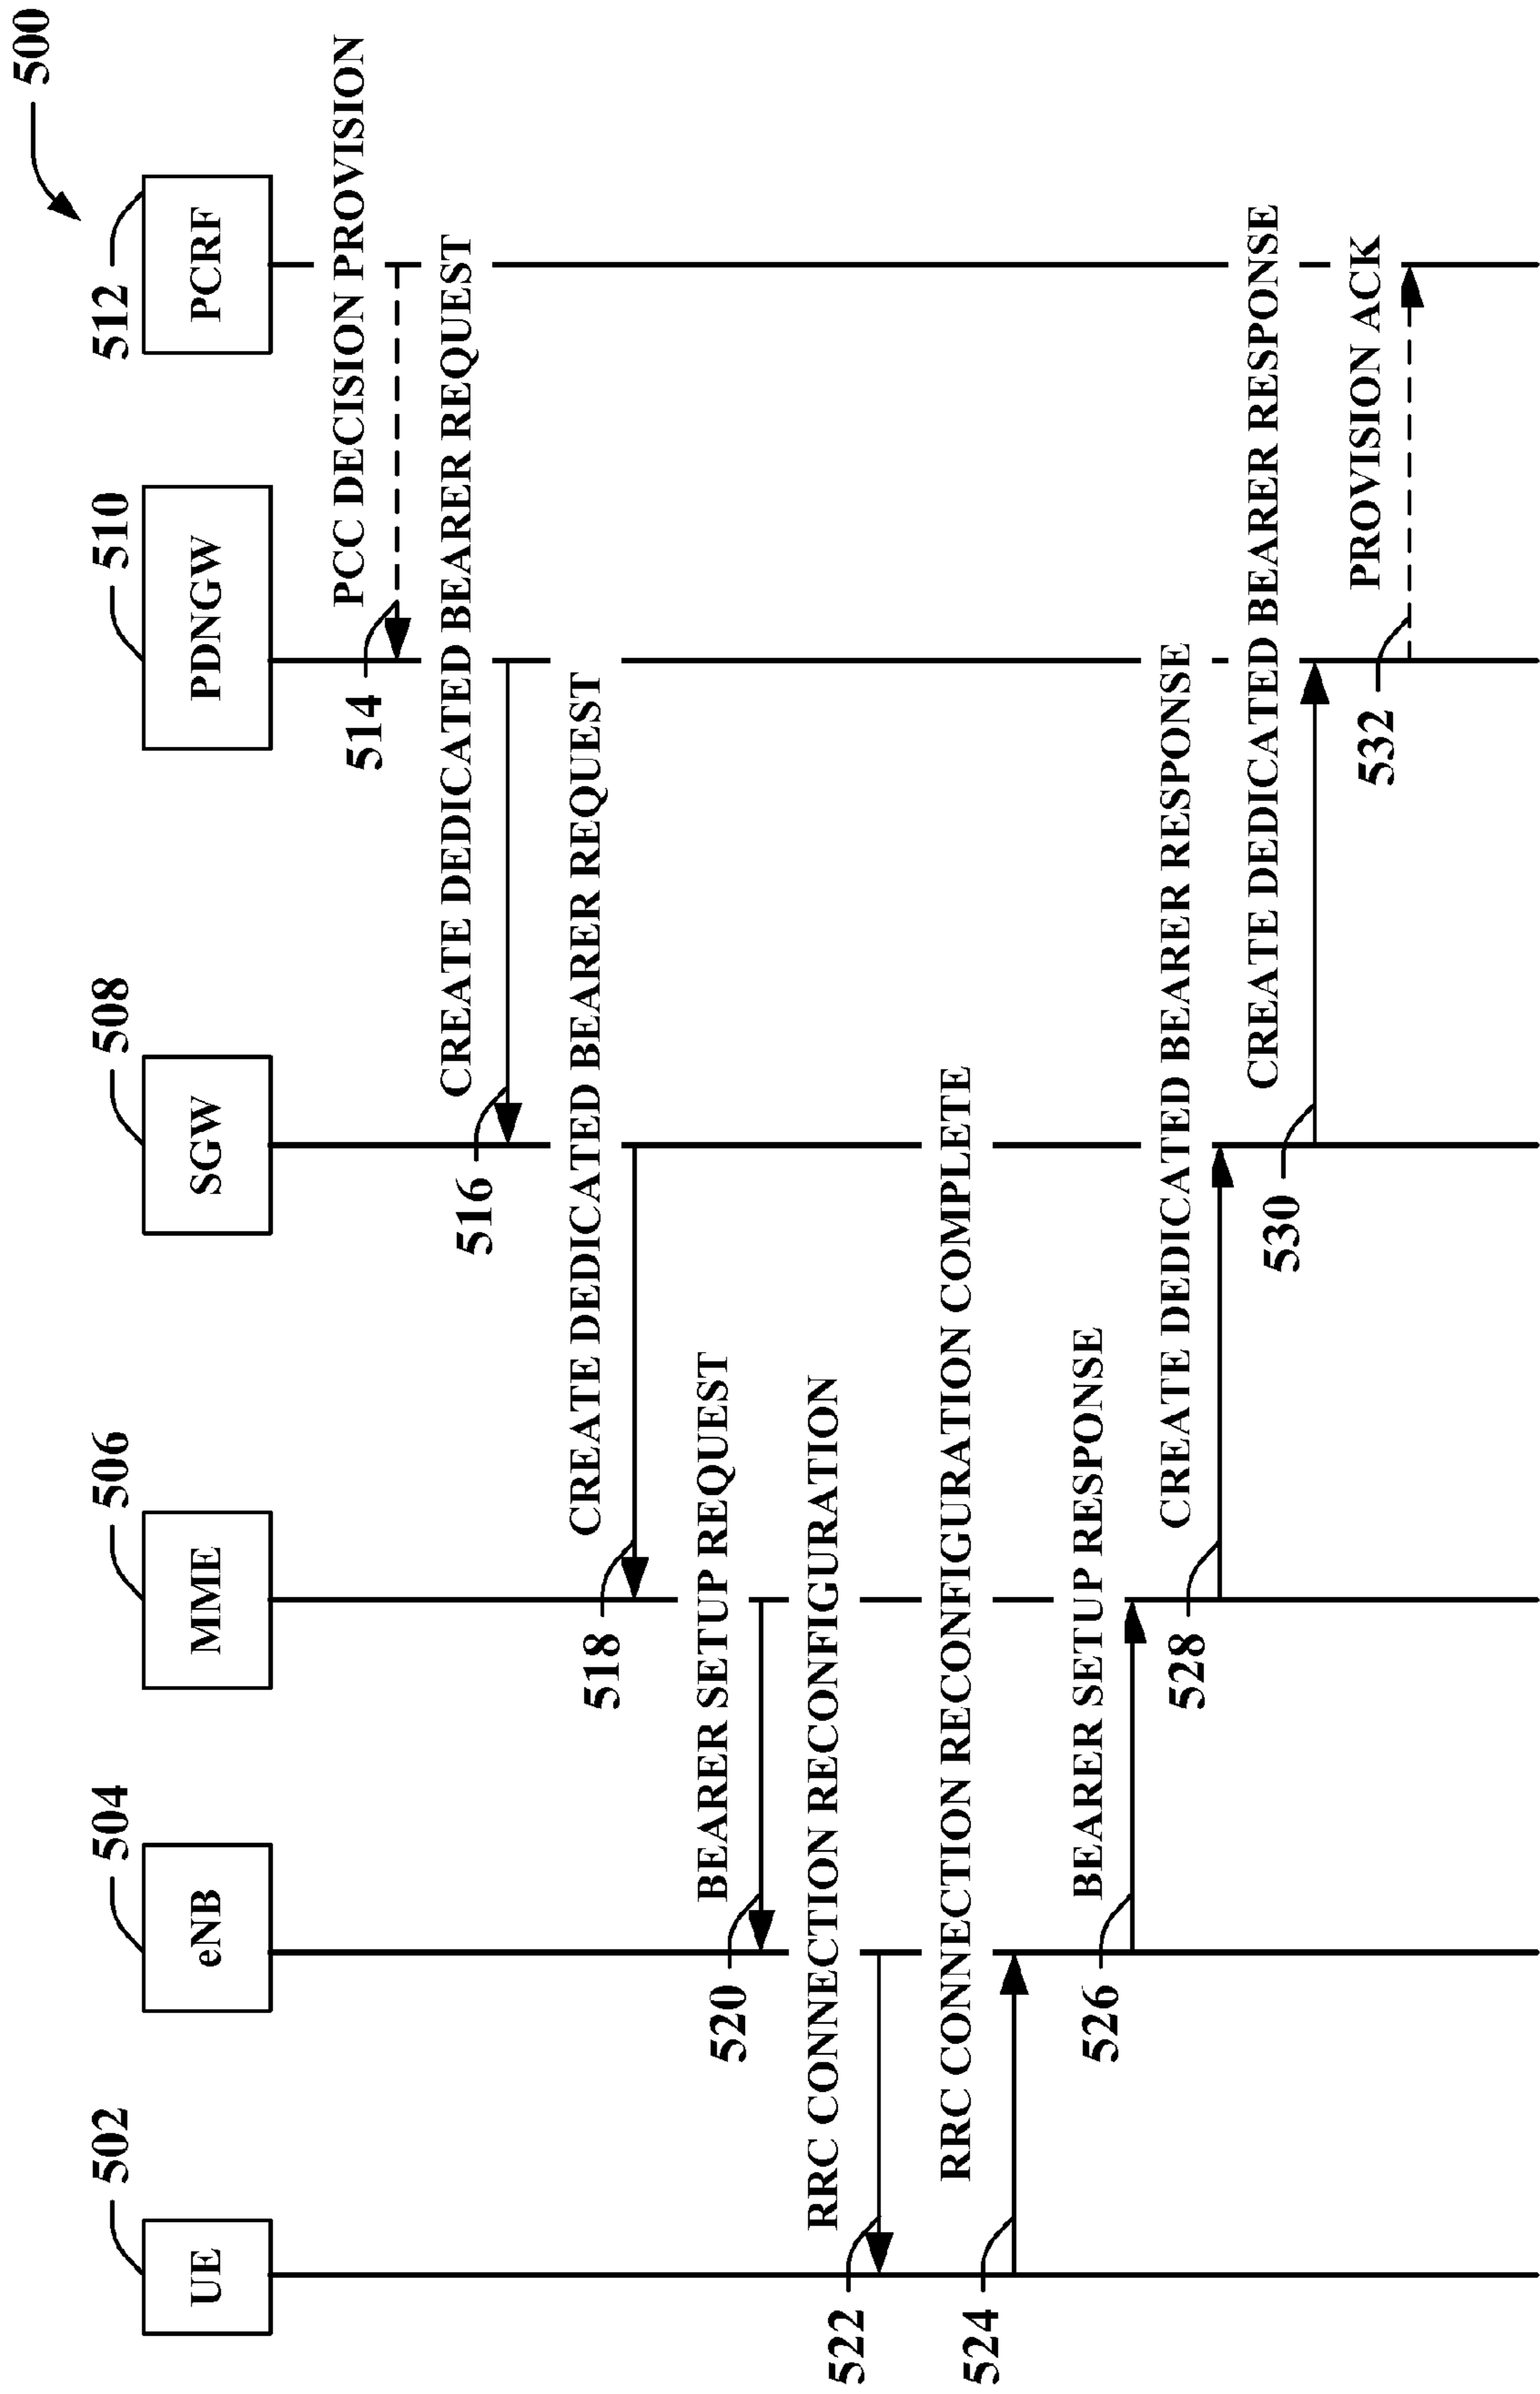 500
502
504
506
508
510
512
UE
eNB
MME
SGW
PDNGW
PCRF
PCC DECISION PROVISION
514
CREATE DEDICATED BEARER REQUEST
516
CREATE DEDICATED BEARER REQUEST
518
BEARER SETUP REQUEST
520
RRC CONNECTION RECONFIGURATION
522
RRC CONNECTION RECONFIGURATION COMPLETE
524
BEARER SETUP RESPONSE
526
CREATE DEDICATED BEARER RESPONSE
528
CREATE DEDICATED BEARER RESPONSE
530
PROVISION ACK
532